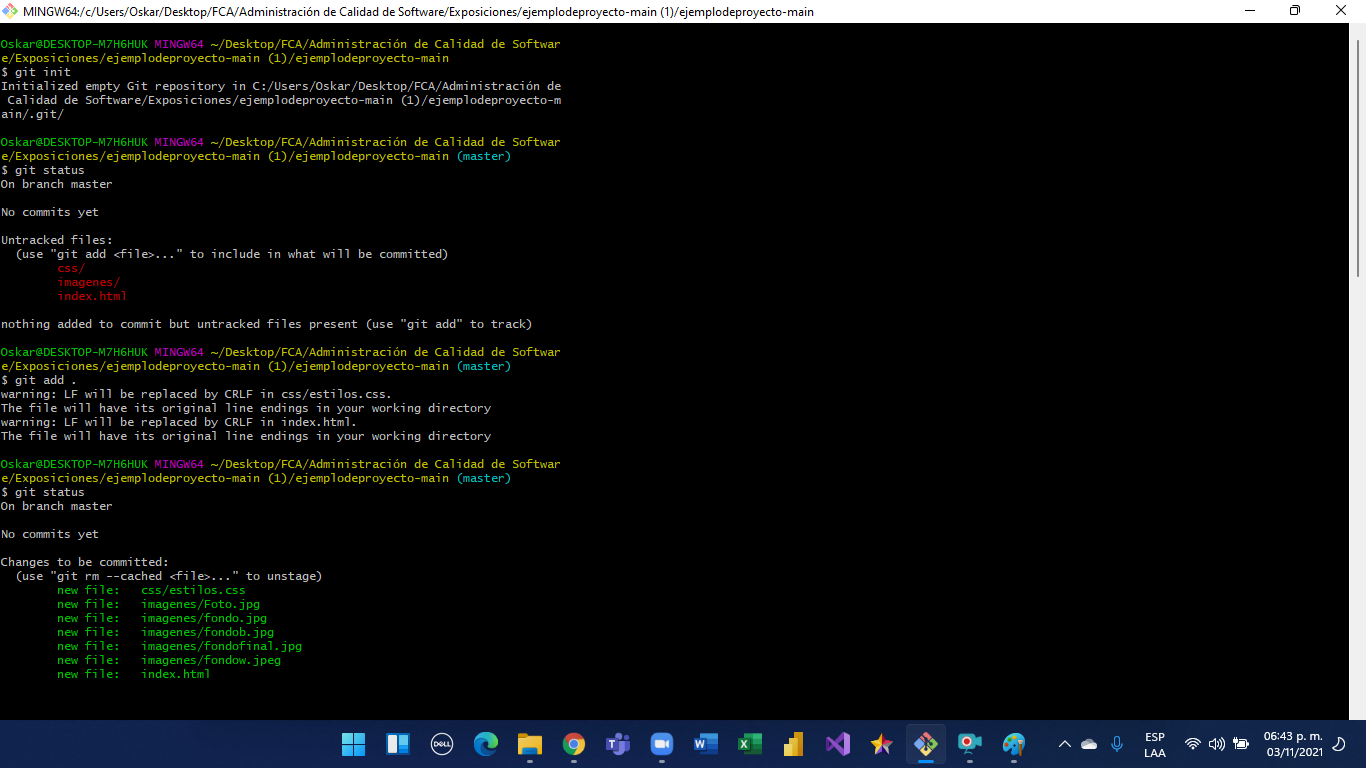 MINGW64:/c/Users/Oskar/Desktop/FCA/Administración de Calidad de Software/Exposiciones/ejemplodeproyecto-main (1)/ejemplodeproyecto-main
Oskar@DESKTOP-M7H6HUK MINGW64 ~/Desktop/FCA/Administración de Calidad de Softwar
e/Exposiciones/ejemplodeproyecto-main (1)/ejemplodeproyecto-main
$ git init
Initialized empty Git repository in C:/Users/Oskar/Desktop/FCA/Administración de
 Calidad de Software/Exposiciones/ejemplodeproyecto-main (1)/ejemplodeproyecto-m
ain/.git/
Oskar@DESKTOP-M7H6HUK MINGW64 ~/Desktop/FCA/Administración de Calidad de Softwar
e/Exposiciones/ejemplodeproyecto-main (1)/ejemplodeproyecto-main (master)
$ git status
On branch master
No commits yet
Untracked files:
  (use "git add <file>..." to include in what will be committed)
        css/
        imagenes/
        index.html
nothing added to commit but untracked files present (use "git add" to track)
Oskar@DESKTOP-M7H6HUK MINGW64 ~/Desktop/FCA/Administración de Calidad de Softwar
e/Exposiciones/ejemplodeproyecto-main (1)/ejemplodeproyecto-main (master)
$ git add .
warning: LF will be replaced by CRLF in css/estilos.css.
The file will have its original line endings in your working directory
warning: LF will be replaced by CRLF in index.html.
The file will have its original line endings in your working directory
Oskar@DESKTOP-M7H6HUK MINGW64 ~/Desktop/FCA/Administración de Calidad de Softwar
e/Exposiciones/ejemplodeproyecto-main (1)/ejemplodeproyecto-main (master)
$ git status
On branch master
No commits yet
Changes to be committed:
  (use "git rm --cached <file>..." to unstage)
        new file:   css/estilos.css
        new file:   imagenes/Foto.jpg
        new file:   imagenes/fondo.jpg
        new file:   imagenes/fondob.jpg
        new file:   imagenes/fondofinal.jpg
        new file:   imagenes/fondow.jpeg
        new file:   index.html
DELL
ESP
LAA
06:43 p. m.
03/11/2021